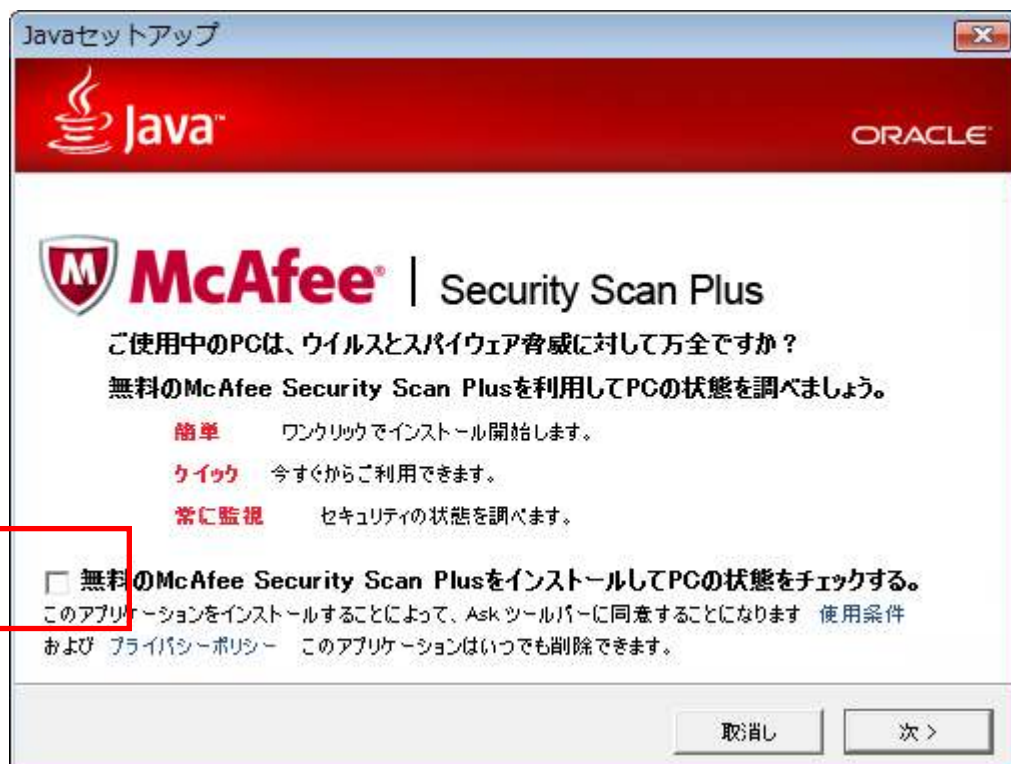 Javaセットアップ
Java™
ORACLE
McAfee® | Security Scan Plus
ご使用中のPCは、ウイルスとスパイウェア脅威に対して万全ですか？
無料のMcAfee Security Scan Plusを利用してPCの状態を調べましょう。
簡単 ワンクリックでインストール開始します。
クイック 今すぐからご利用できます。
常に監視 セキュリティの状態を調べます。
無料のMcAfee Security Scan PlusをインストールしてPCの状態をチェックする。
このアプリケーションをインストールすることによって、Ask ツールバーに同意することになります 使用条件
および プライバシーポリシー このアプリケーションはいつでも削除できます。
取消し 次 >